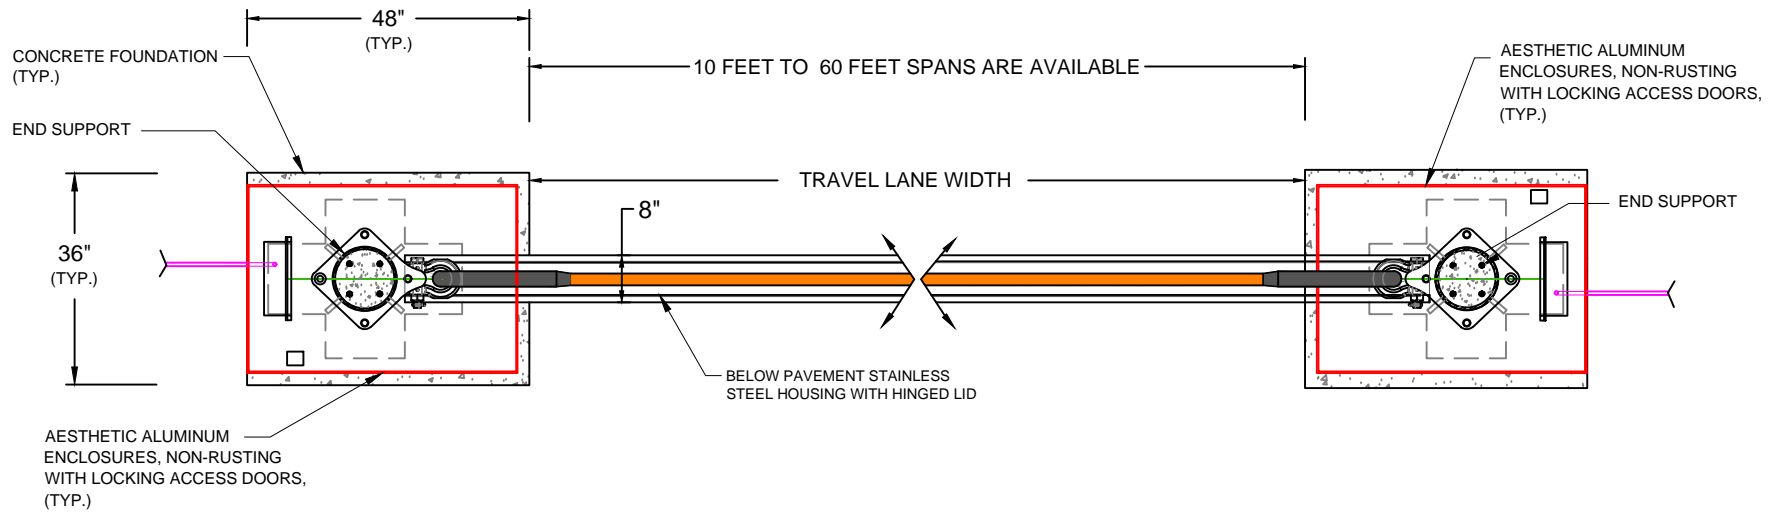 48"
(TYP.)
CONCRETE FOUNDATION
(TYP.)
10 FEET TO 60 FEET SPANS ARE AVAILABLE
AESTHETIC ALUMINUM
ENCLOSURES, NON-RUSTING
WITH LOCKING ACCESS DOORS,
(TYP.)
END SUPPORT
TRAVEL LANE WIDTH
END SUPPORT
8"
36"
(TYP.)
BELOW PAVEMENT STAINLESS
STEEL HOUSING WITH HINGED LID
AESTHETIC ALUMINUM
ENCLOSURES, NON-RUSTING
WITH LOCKING ACCESS DOORS,
(TYP.)